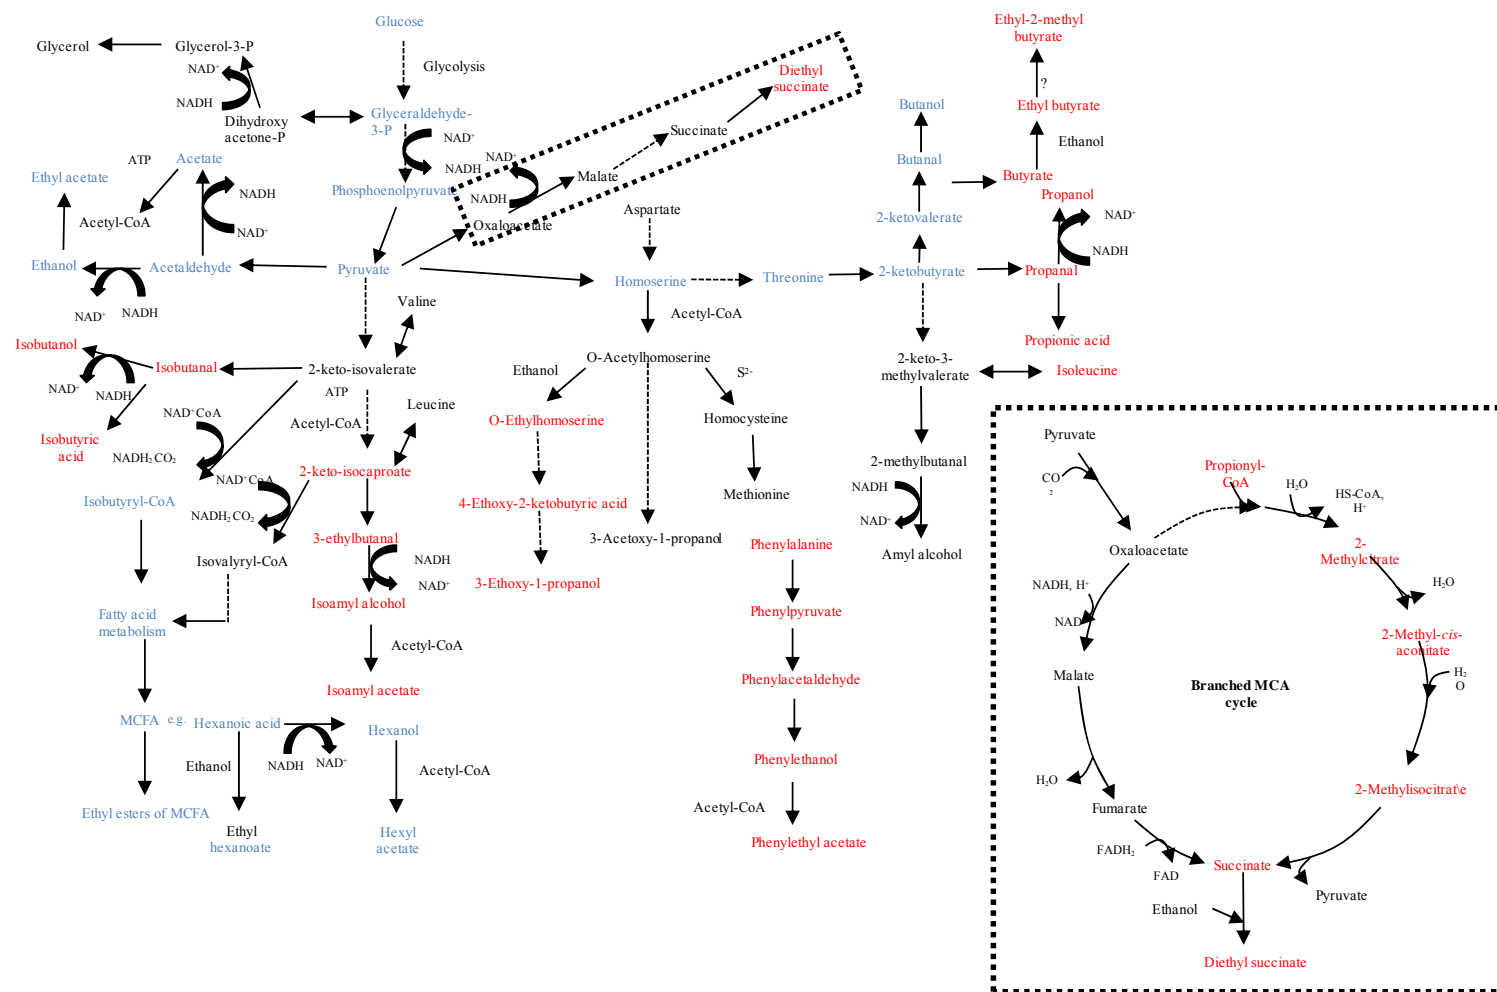 Glucose
Glycolysis
Glycerol
Glycerol-3-P
NAD⁺
NADH
Dihydroxy
acetone-P
Glyceraldehyde-
3-P
NAD⁺
NADH
Phosphoenolpyruvate
ATP
Acetate
Ethyl acetate
Acetyl-CoA
NADH
NAD⁺
Ethanol
Acetaldehyde
NAD⁺
NADH
Pyruvate
NAD⁺
NADH
Oxaloacetate
Malate
Succinate
Diethyl
succinate
Aspartate
Homoserine
Threonine
Acetyl-CoA
Butanol
Butanal
2-ketovalerate
2-ketobutyrate
Ethyl-2-methyl
butyrate
?
Ethyl butyrate
Ethanol
Butyrate
Propanol
NAD⁺
NADH
Propanal
Propionic acid
2-keto-3-
methylvalerate
Isoleucine
2-methylbutanal
NADH
NAD⁺
Amyl alcohol
Valine
Isobutanol
Isobutanal
NAD⁺
NADH
Isobutyric
acid
2-keto-isovalerate
ATP
Acetyl-CoA
Leucine
NAD⁺CoA
NADH₂ CO₂
2-keto-isocaproate
NAD⁺CoA
NADH₂ CO₂
Isobutyryl-CoA
Isovalyryl-CoA
3-ethylbutanal
NADH
NAD⁺
Isoamyl alcohol
Acetyl-CoA
Isoamyl acetate
Fatty acid
metabolism
MCFA e.g. Hexanoic acid
Hexanol
Ethanol
NADH
NAD⁺
Acetyl-CoA
Ethyl esters of MCFA
Ethyl
hexanoate
Hexyl
acetate
O-Acetylhomoserine
Ethanol
S²⁻
O-Ethylhomoserine
Homocysteine
4-Ethoxy-2-ketobutyric acid
Methionine
3-Acetoxy-1-propanol
3-Ethoxy-1-propanol
Phenylalanine
Phenylpyruvate
Phenylacetaldehyde
Phenylethanol
Acetyl-CoA
Phenylethyl acetate
Pyruvate
CO
2
Oxaloacetate
Propionyl-
CoA
H₂O
HS-CoA,
H⁺
2-
Methylcitrate
H₂O
2-Methyl-cis-
aconitate
H₂
O
NADH, H⁺
NAD
Malate
Branched MCA
cycle
2-Methylisocitrat\e
H₂O
Fumarate
FADH₂
FAD
Succinate
Pyruvate
Ethanol
Diethyl succinate